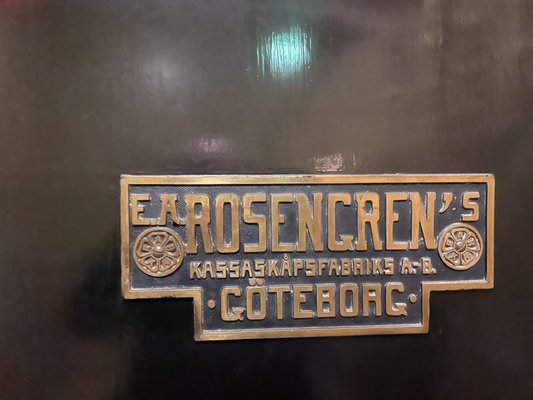 E.A. ROSENGREN'S
KASSASKÅPSFABRIKS A.-B.
·GÖTEBORG·